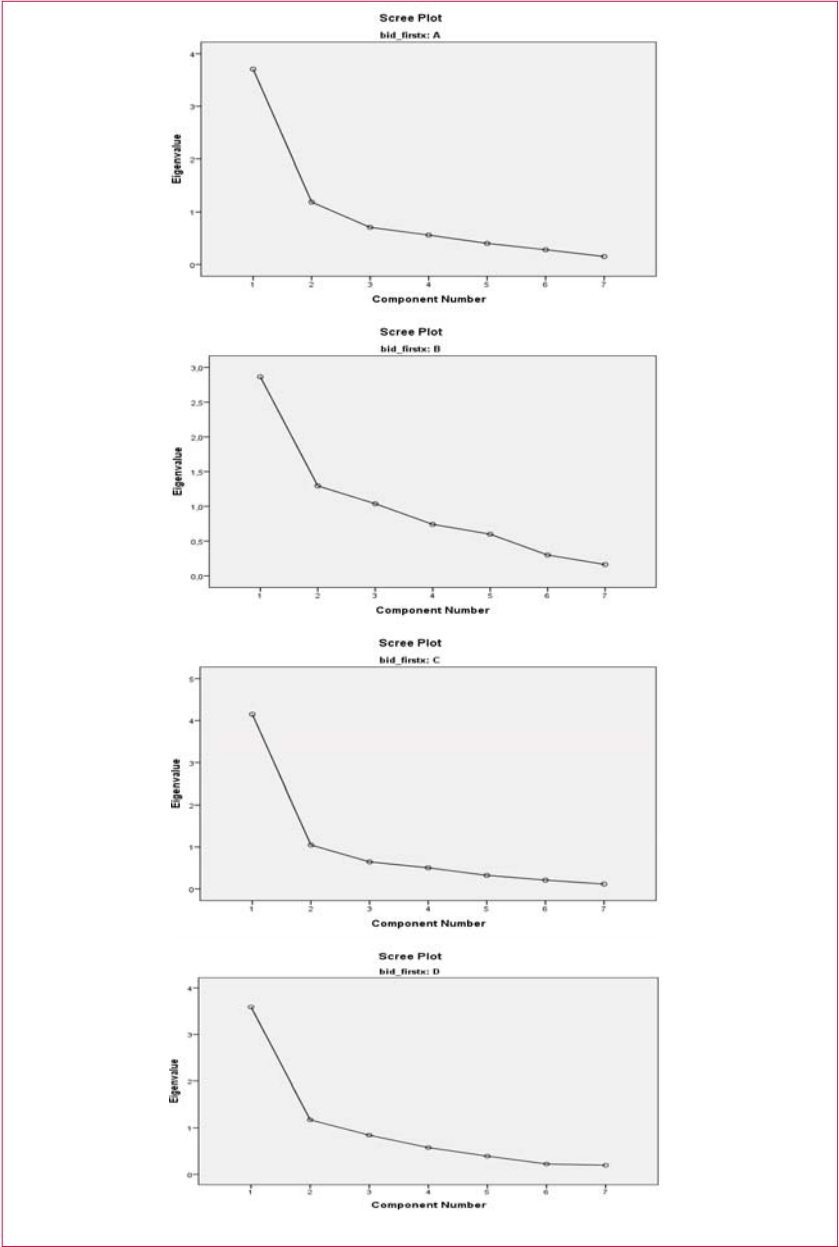 Scree Plot
bid_firstx: A
Eigenvalue
4
3
2
1
0
1 2 3 4 5 6 7
Component Number
Scree Plot
bid_firstx: B
Eigenvalue
3,0
2,5
2,0
1,5
1,0
0,5
0,0
1 2 3 4 5 6 7
Component Number
Scree Plot
bid_firstx: C
Eigenvalue
5
4
3
2
1
0
1 2 3 4 5 6 7
Component Number
Scree Plot
bid_firstx: D
Eigenvalue
4
3
2
1
0
1 2 3 4 5 6 7
Component Number